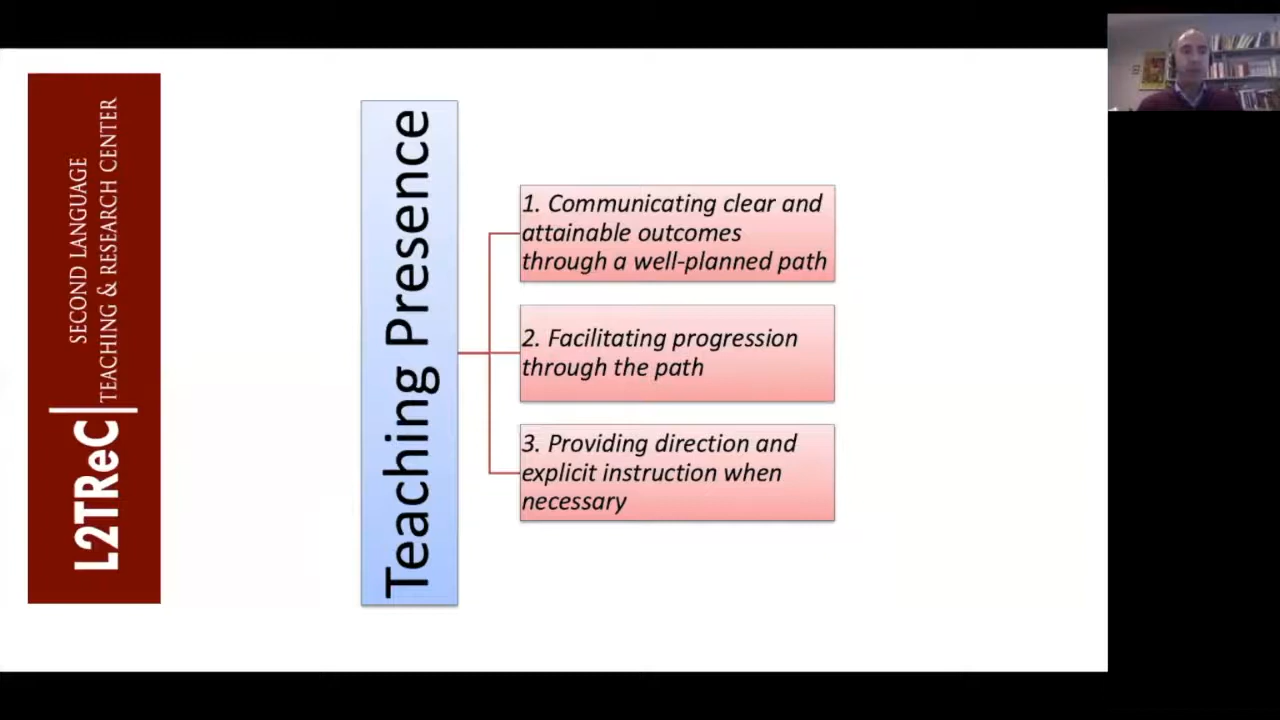 L2TReC
SECOND LANGUAGE
TEACHING & RESEARCH CENTER
Teaching Presence
1. Communicating clear and
attainable outcomes
through a well-planned path
2. Facilitating progression
through the path
3. Providing direction and
explicit instruction when
necessary